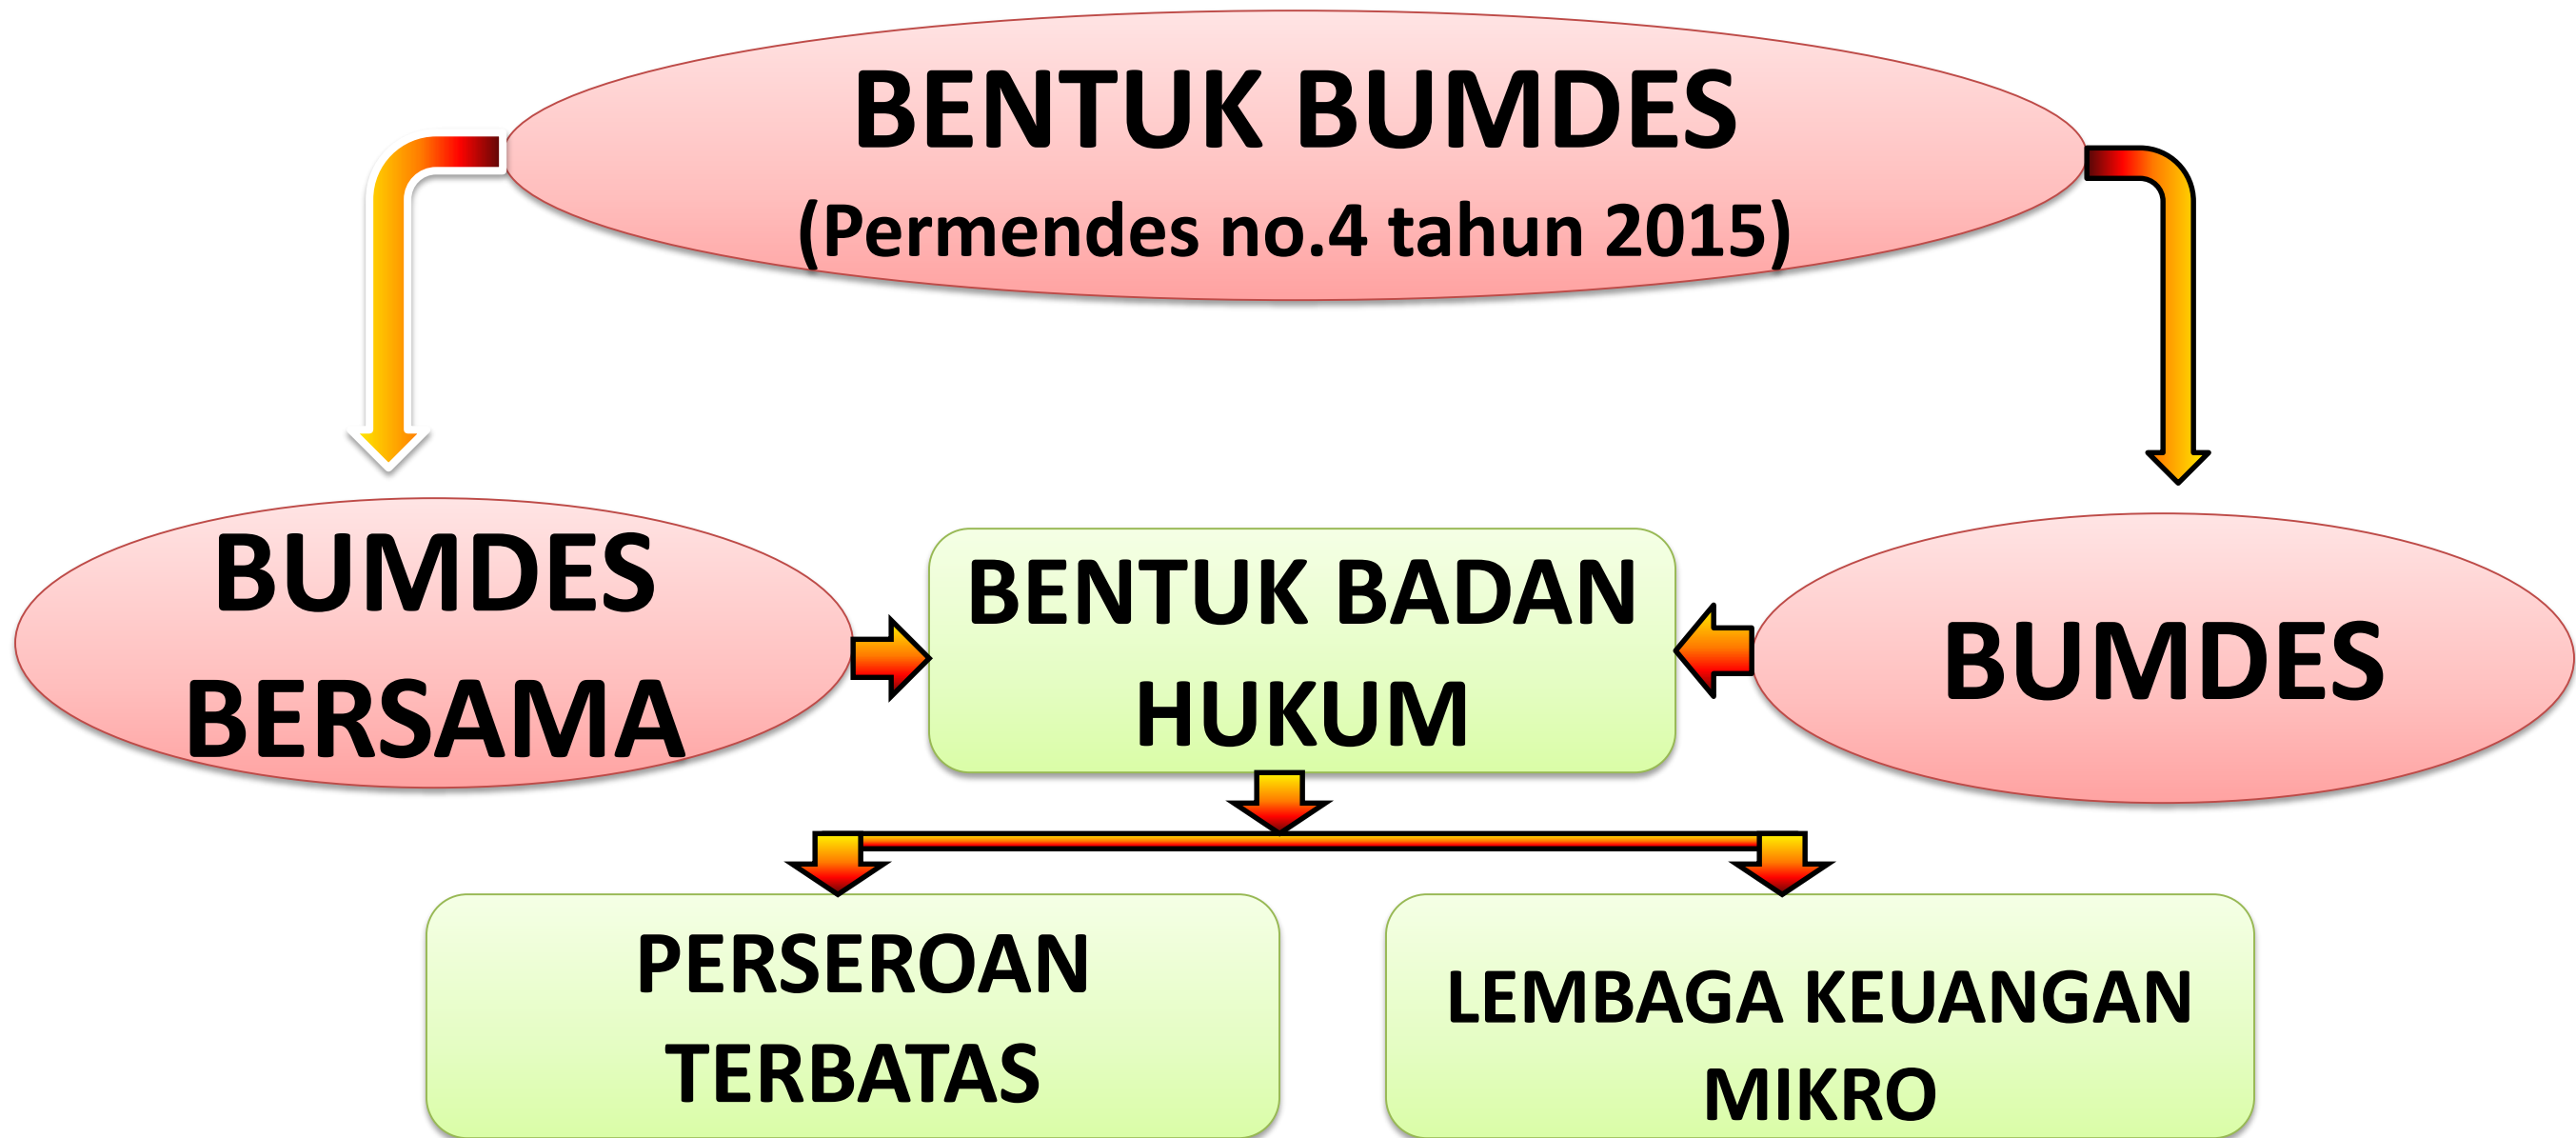 BENTUK BUMDES
(Permendes no.4 tahun 2015)
BUMDES
BERSAMA
BENTUK BADAN
HUKUM
BUMDES
PERSEROAN
TERBATAS
LEMBAGA KEUANGAN
MIKRO